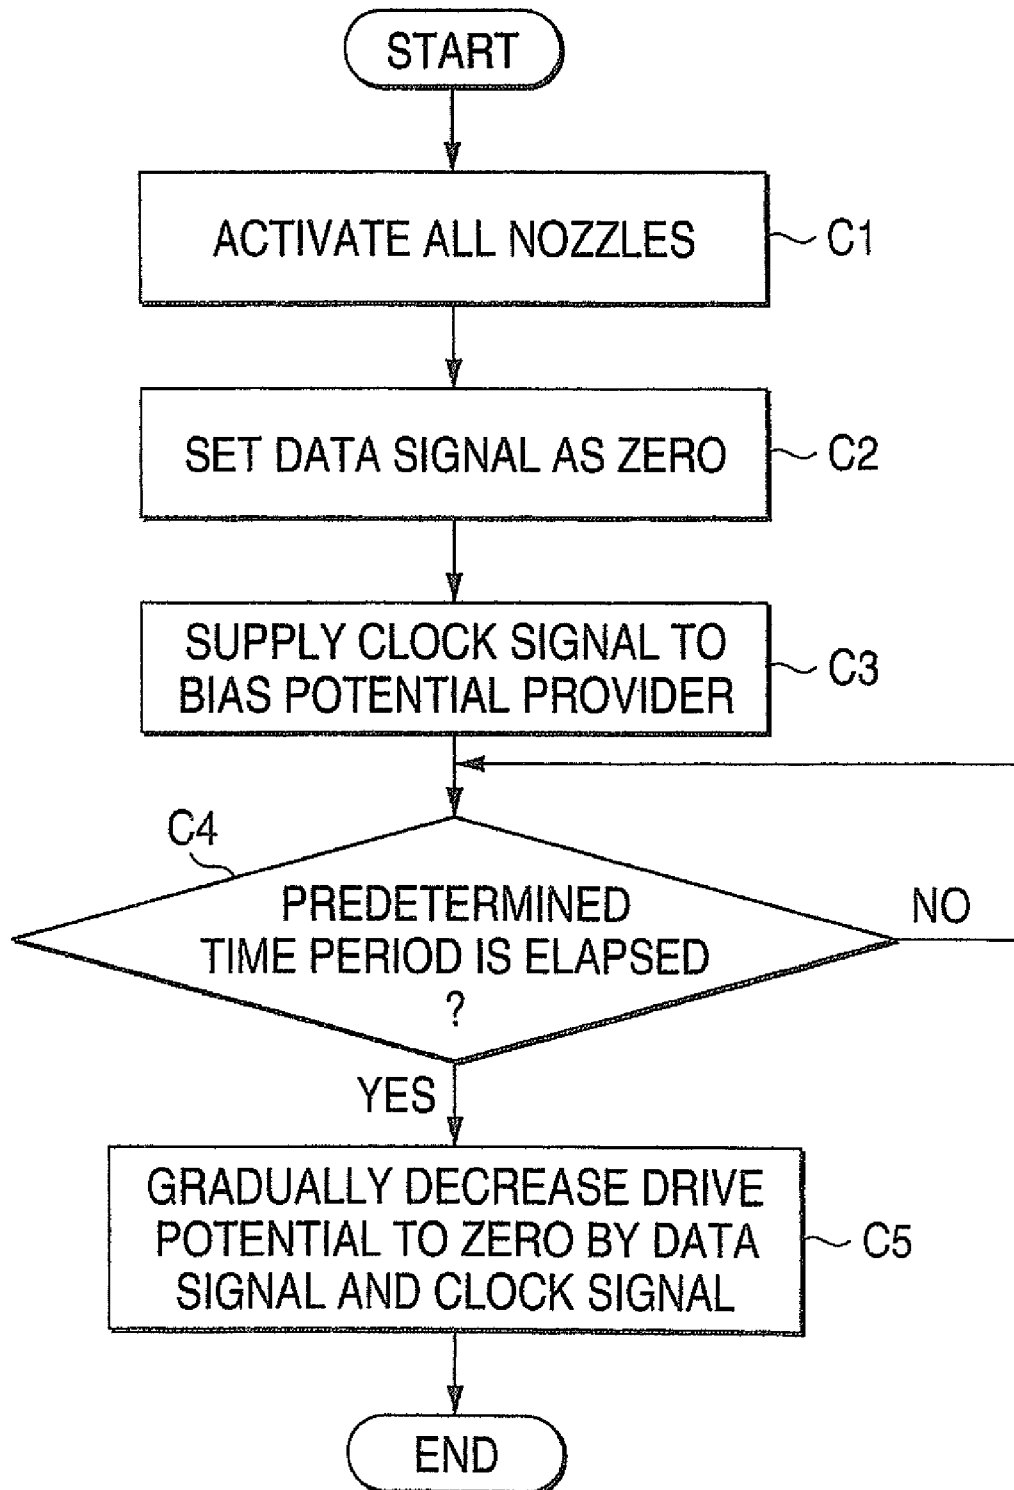 START
ACTIVATE ALL NOZZLES
C1
SET DATA SIGNAL AS ZERO
C2
SUPPLY CLOCK SIGNAL TO
BIAS POTENTIAL PROVIDER
C3
C4
PREDETERMINED
TIME PERIOD IS ELAPSED
?
NO
YES
GRADUALLY DECREASE DRIVE
POTENTIAL TO ZERO BY DATA
SIGNAL AND CLOCK SIGNAL
C5
END